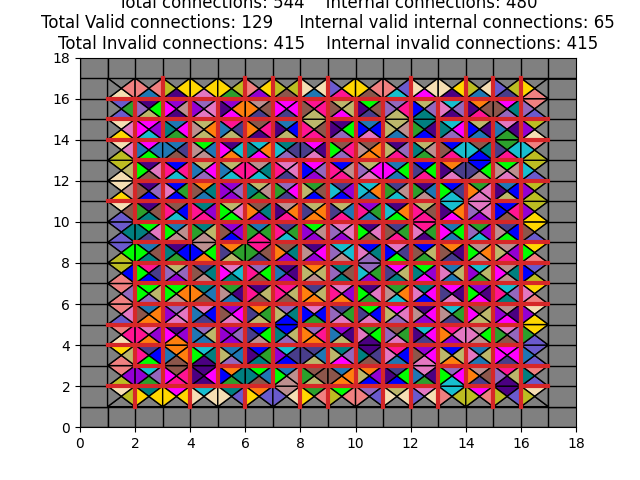 Total connections: 544    Internal connections: 480
Total Valid connections: 129    Internal valid internal connections: 65
Total Invalid connections: 415    Internal invalid connections: 415
18
16
14
12
10
8
6
4
2
0
0 2 4 6 8 10 12 14 16 18